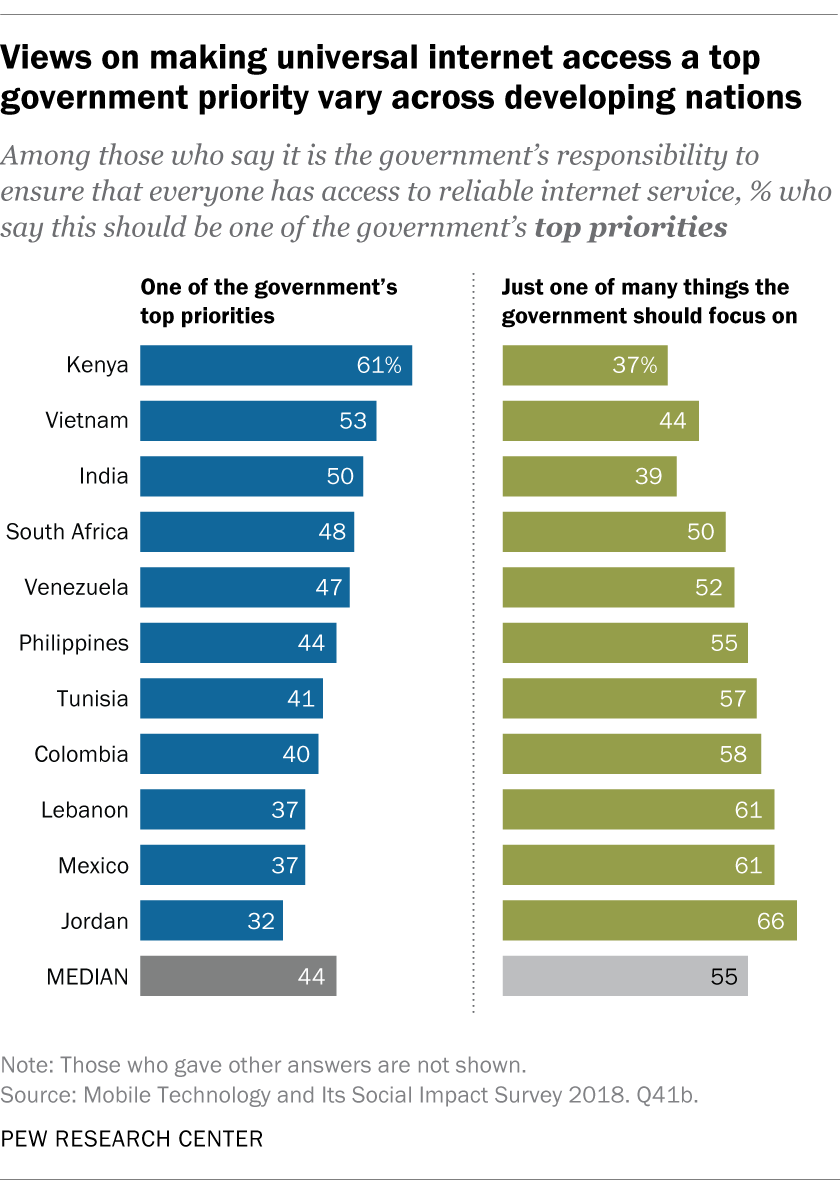 Views on making universal internet access a top
government priority vary across developing nations
Among those who say it is the government’s responsibility to
ensure that everyone has access to reliable internet service, % who
say this should be one of the government’s top priorities
One of the government’s
top priorities
Just one of many things the
government should focus on
Kenya 61% 37%
Vietnam 53 44
India 50 39
South Africa 48 50
Venezuela 47 52
Philippines 44 55
Tunisia 41 57
Colombia 40 58
Lebanon 37 61
Mexico 37 61
Jordan 32 66
MEDIAN 44 55
Note: Those who gave other answers are not shown.
Source: Mobile Technology and Its Social Impact Survey 2018. Q41b.
PEW RESEARCH CENTER